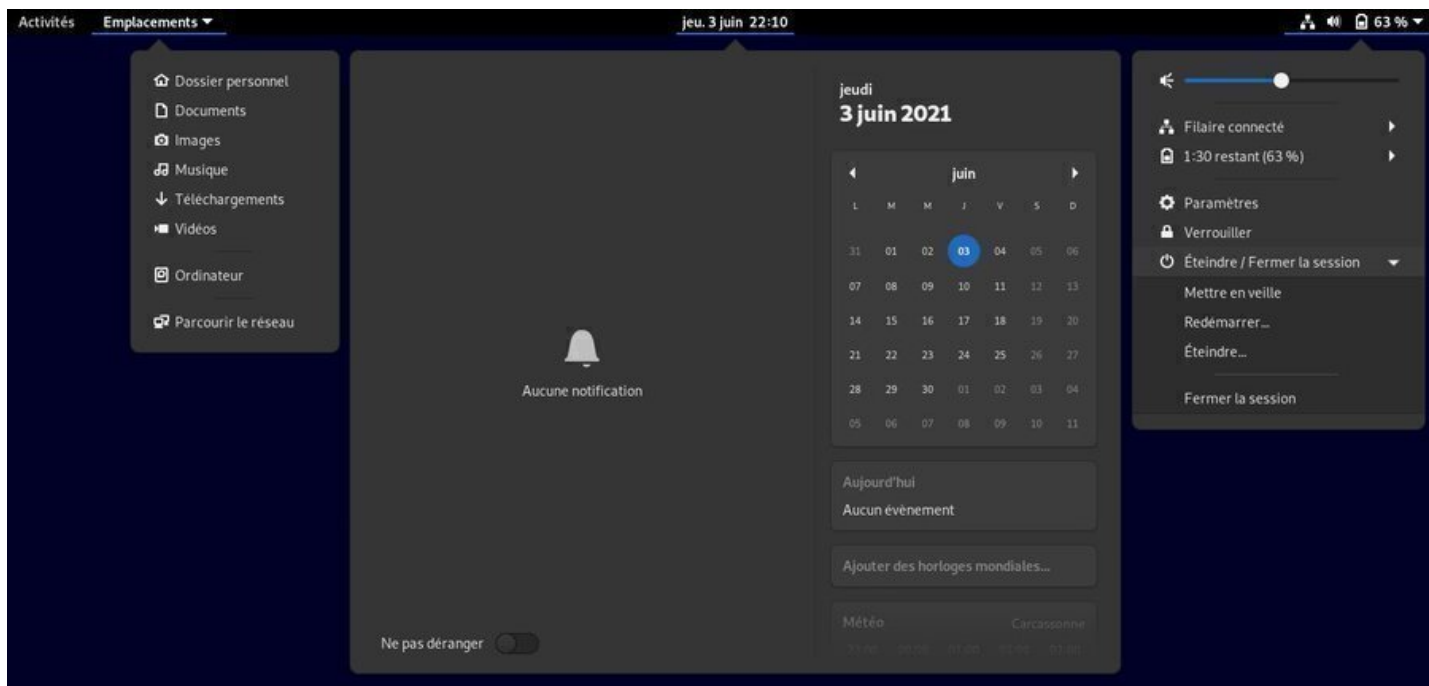 Activités Emplacements jeu. 3 juin 22:10 63 %
Dossier personnel
Documents
Images
Musique
Téléchargements
Vidéos
Ordinateur
Parcourir le réseau
Aucune notification
Ne pas déranger
jeudi
3 juin 2021
juin
L M M J V S D
31 01 02 03 04 05 06
07 08 09 10 11 12 13
14 15 16 17 18 19 20
21 22 23 24 25 26 27
28 29 30 01 02 03 04
05 06 07 08 09 10 11
Aujourd'hui
Aucun évènement
Ajouter des horloges mondiales...
Météo Carcassonne
Filaire connecté
1:30 restant (63 %)
Paramètres
Verrouiller
Éteindre / Fermer la session
Mettre en veille
Redémarrer...
Éteindre...
Fermer la session